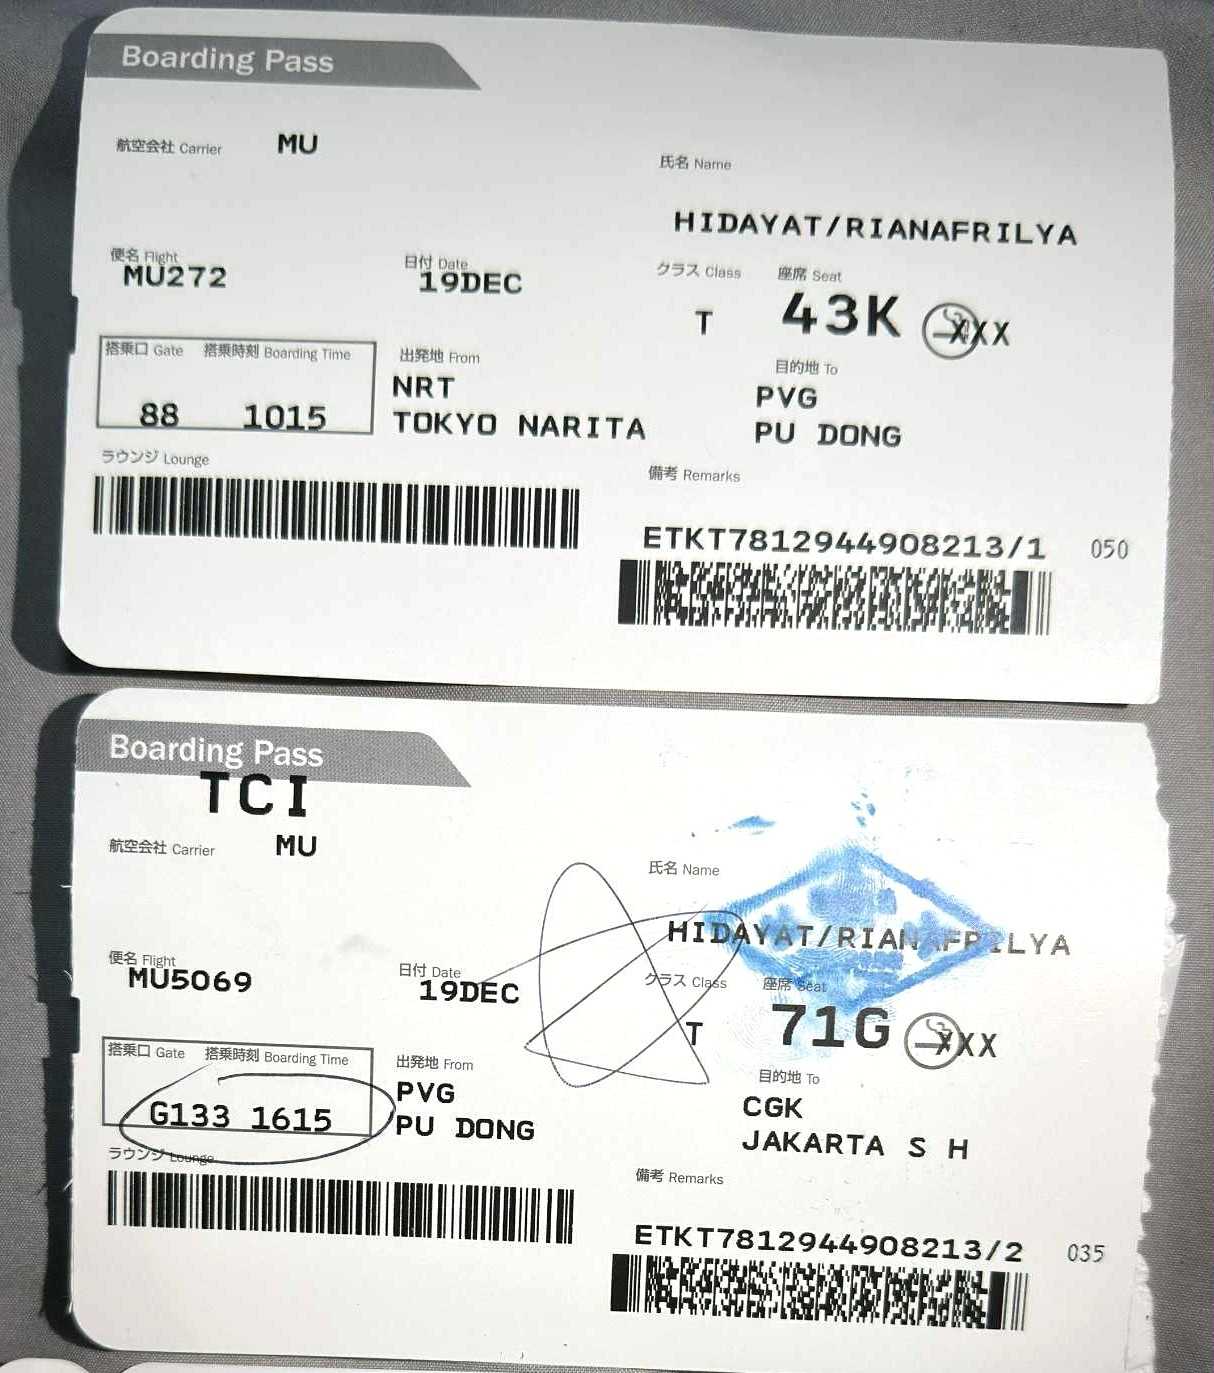 Boarding Pass
航空会社 Carrier MU
氏名 Name
HIDAYAT/RIANAFRILYA
便名 Flight 日付 Date クラス Class 座席 Seat
MU272 19DEC T 43K XXX
搭乗口 Gate 搭乗時刻 Boarding Time 出発地 From 目的地 To
88 1015 NRT PVG
TOKYO NARITA PU DONG
ラウンジ Lounge 備考 Remarks
ETKT7812944908213/1 050
Boarding Pass
TCI
航空会社 Carrier MU
氏名 Name
HIDAYAT/RIANAFRILYA
便名 Flight 日付 Date クラス Class 座席 Seat
MU5069 19DEC T 71G XXX
搭乗口 Gate 搭乗時刻 Boarding Time 出発地 From 目的地 To
G133 1615 PVG CGK
PU DONG JAKARTA S H
ラウンジ Lounge 備考 Remarks
ETKT7812944908213/2 035